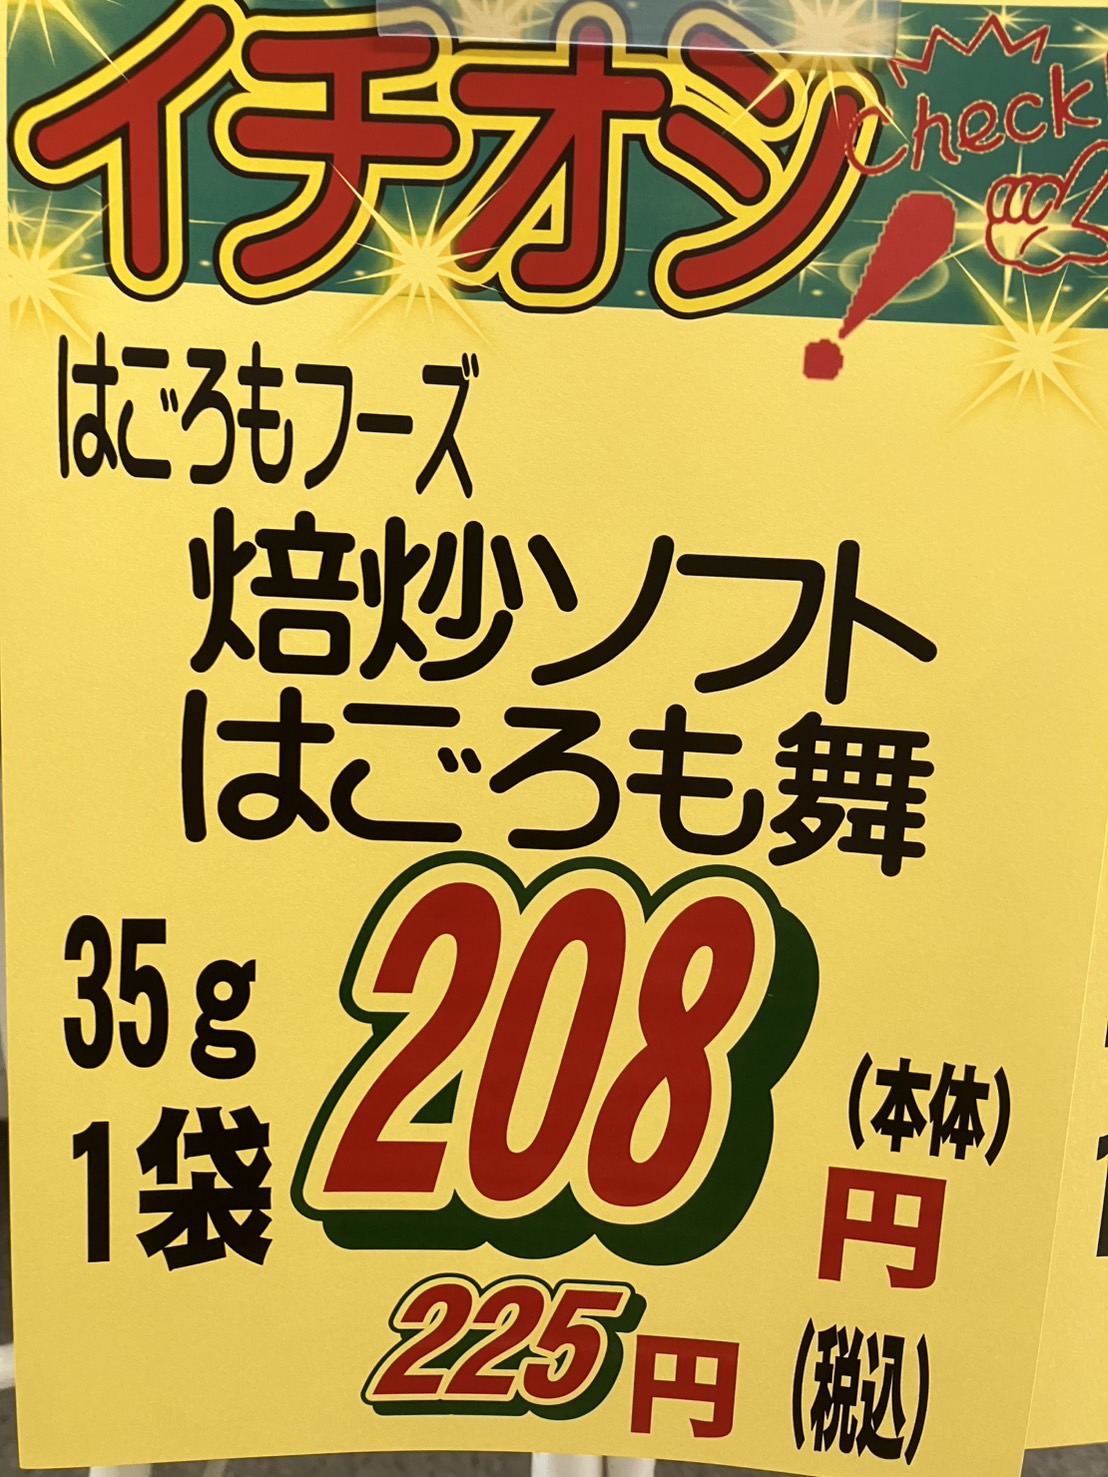 イチオシ
Check!
はごろもフーズ
焙炒ソフト
はごろも舞
35g
1袋
208
(本体)
円
225円
(税込)